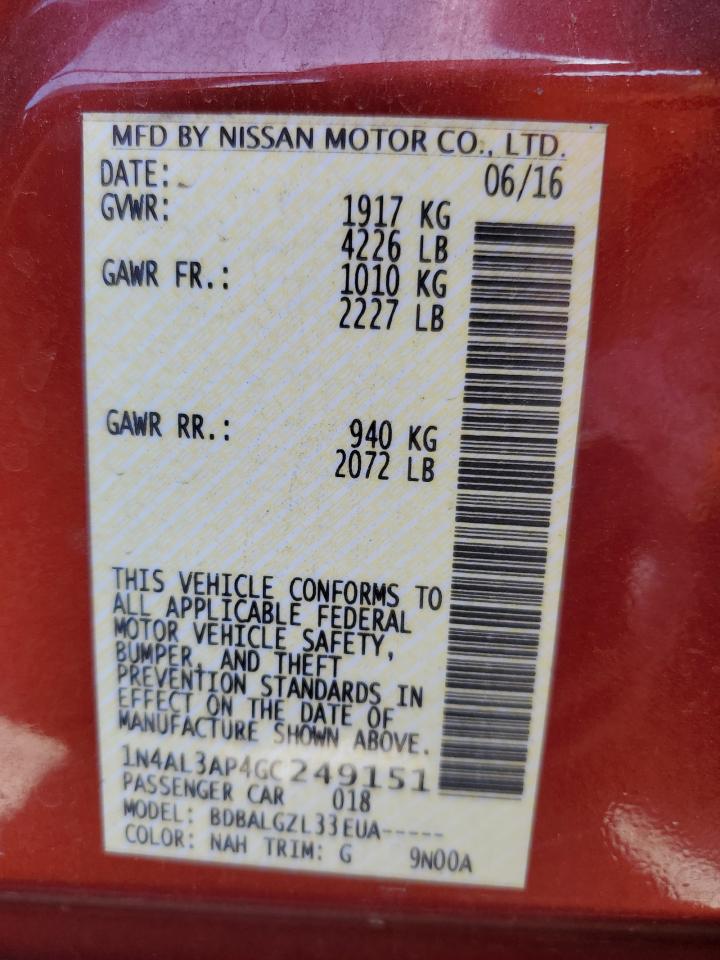 MFD BY NISSAN MOTOR CO., LTD.
DATE: 06/16
GVWR: 1917 KG
4226 LB
GAWR FR.: 1010 KG
2227 LB
GAWR RR.: 940 KG
2072 LB
THIS VEHICLE CONFORMS TO
ALL APPLICABLE FEDERAL
MOTOR VEHICLE SAFETY,
BUMPER, AND THEFT
PREVENTION STANDARDS IN
EFFECT ON THE DATE OF
MANUFACTURE SHOWN ABOVE.
1N4AL3AP4GC249151
PASSENGER CAR 018
MODEL: BDBALGZL33EUA-----
COLOR: NAH TRIM: G 9N00A